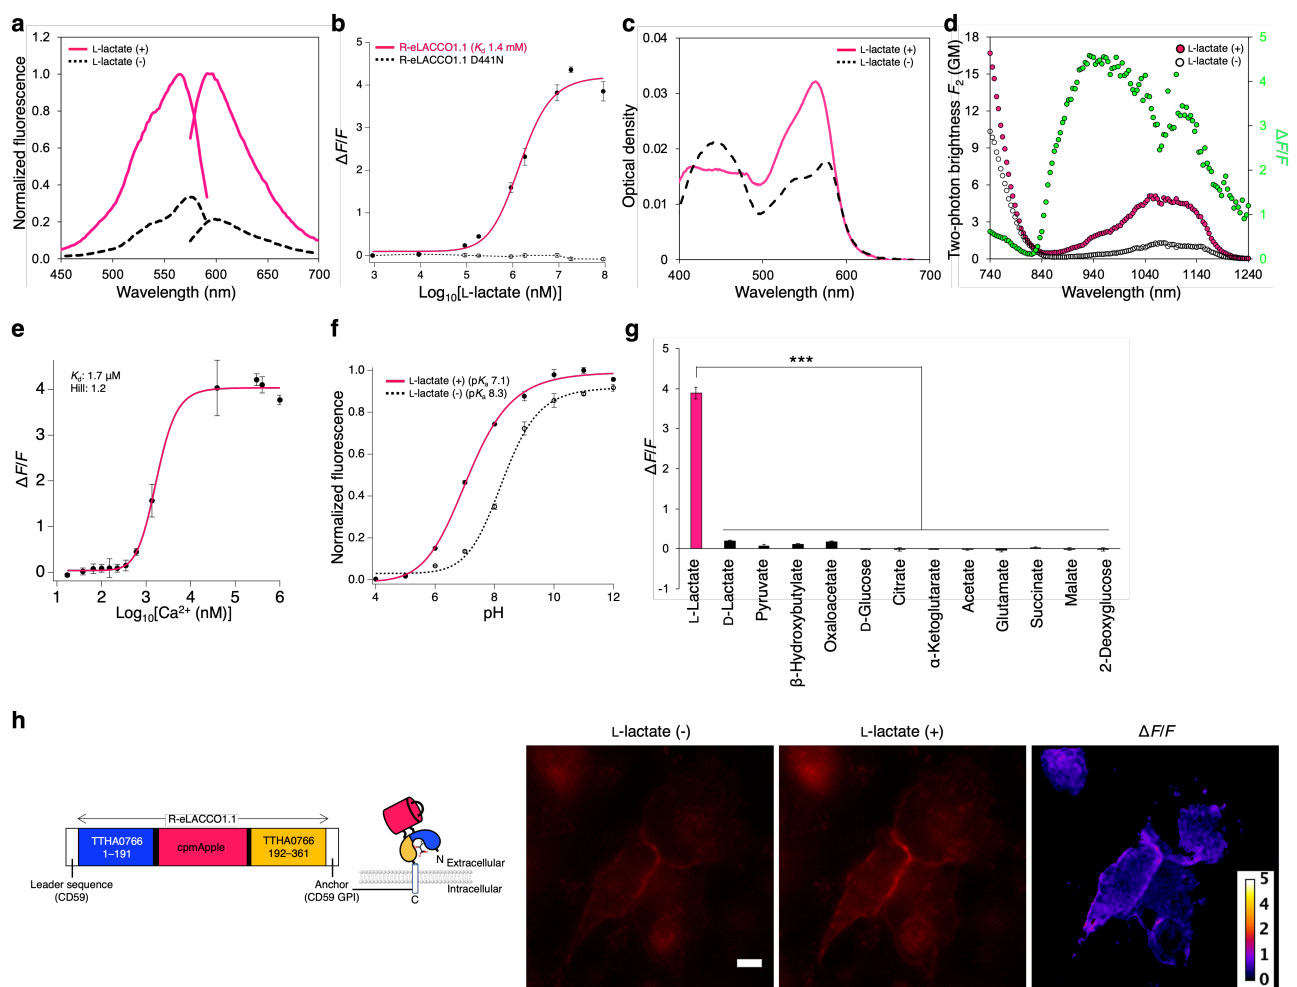 a
1.2
1.0
0.8
0.6
0.4
0.2
0.0
Normalized fluorescence
L-lactate (+)
L-lactate (-)
450 500 550 600 650 700
Wavelength (nm)
b
5
4
3
2
1
0
ΔF/F
R-eLACCO1.1 (Kd 1.4 mM)
R-eLACCO1.1 D441N
3 4 5 6 7 8
Log10[L-lactate (nM)]
c
0.04
0.03
0.02
0.01
0
Optical density
L-lactate (+)
L-lactate (-)
400 500 600 700
Wavelength (nm)
d
18
15
12
9
6
3
0
Two-photon brightness F2 (GM)
L-lactate (+)
L-lactate (-)
5
4
3
2
1
0
ΔF/F
740 840 940 1040 1140 1240
Wavelength (nm)
e
4
3
2
1
0
ΔF/F
Kd: 1.7 μM
Hill: 1.2
1 2 3 4 5 6
Log10[Ca2+ (nM)]
f
1.0
0.8
0.6
0.4
0.2
0.0
Normalized fluorescence
L-lactate (+) (pKa 7.1)
L-lactate (-) (pKa 8.3)
4 6 8 10 12
pH
g
5
4
3
2
1
0
-1
ΔF/F
***
L-Lactate
D-Lactate
Pyruvate
β-Hydroxybutylate
Oxaloacetate
D-Glucose
Citrate
α-Ketoglutarate
Acetate
Glutamate
Succinate
Malate
2-Deoxyglucose
h
R-eLACCO1.1
TTHA0766
1–191
cpmApple
TTHA0766
192–361
Leader sequence
(CD59)
Anchor
(CD59 GPI)
N
Extracellular
Intracellular
C
L-lactate (-)
L-lactate (+)
ΔF/F
5
4
3
2
1
0